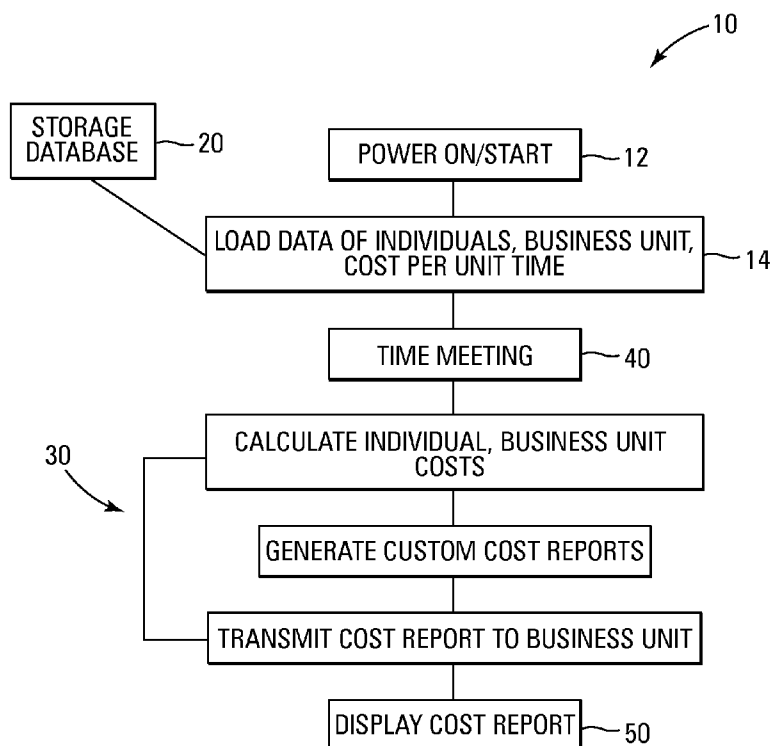 10
STORAGE
DATABASE
20
POWER ON/START
12
LOAD DATA OF INDIVIDUALS, BUSINESS UNIT,
COST PER UNIT TIME
14
TIME MEETING
40
CALCULATE INDIVIDUAL, BUSINESS UNIT
COSTS
30
GENERATE CUSTOM COST REPORTS
TRANSMIT COST REPORT TO BUSINESS UNIT
DISPLAY COST REPORT
50